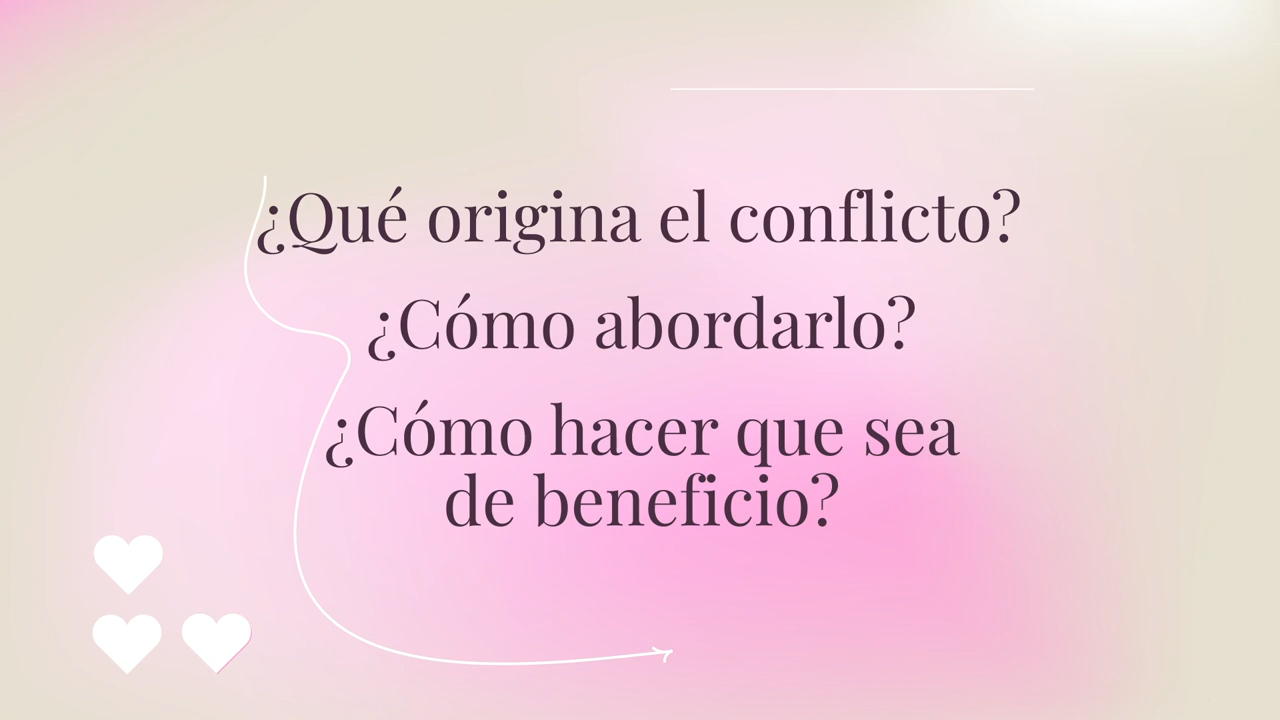 ¿Qué origina el conflicto?
¿Cómo abordarlo?
¿Cómo hacer que sea
de beneficio?